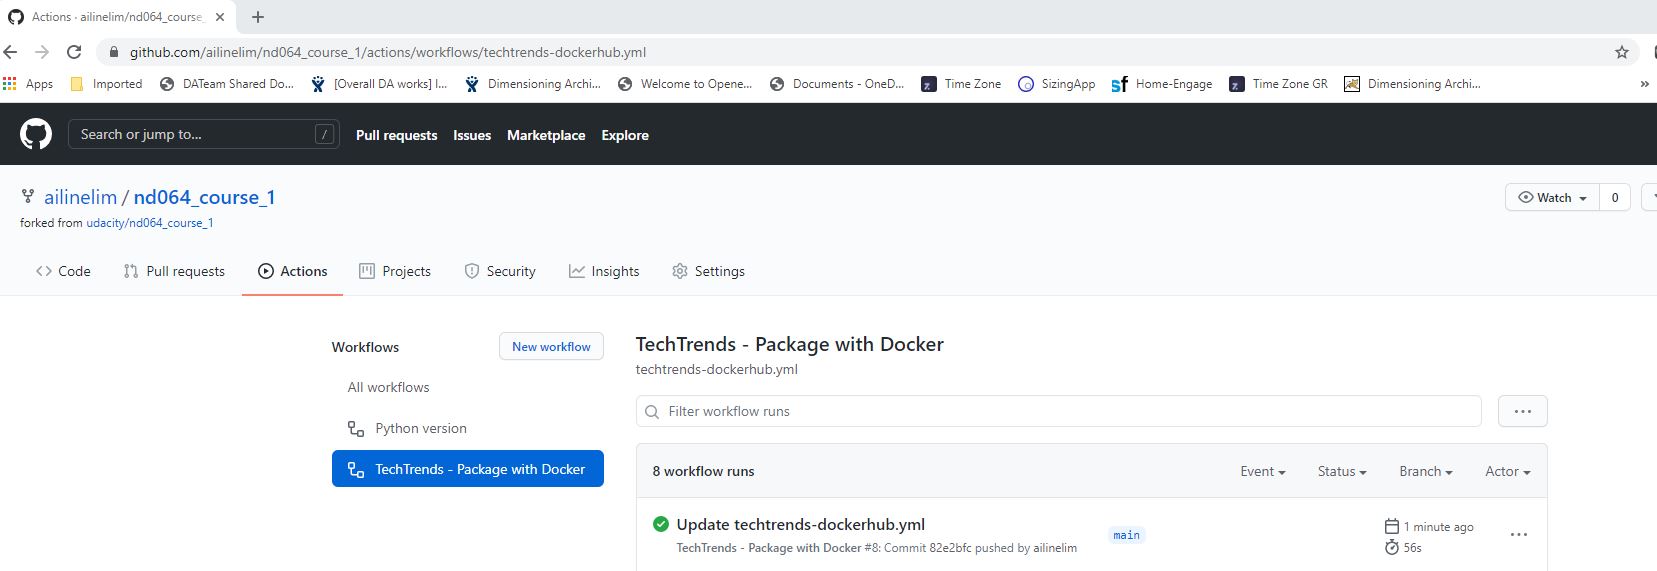 Actions · ailinelim/nd064_course_
github.com/ailinelim/nd064_course_1/actions/workflows/techtrends-dockerhub.yml
Apps Imported DATeam Shared Do... [Overall DA works] I... Dimensioning Archi... Welcome to Opene... Documents - OneD... Time Zone SizingApp Home-Engage Time Zone GR Dimensioning Archi... »
Search or jump to... / Pull requests Issues Marketplace Explore
ailinelim / nd064_course_1 Watch 0
forked from udacity/nd064_course_1
Code Pull requests Actions Projects Security Insights Settings
Workflows New workflow
All workflows
Python version
TechTrends - Package with Docker
TechTrends - Package with Docker
techtrends-dockerhub.yml
Filter workflow runs
8 workflow runs Event Status Branch Actor
Update techtrends-dockerhub.yml
TechTrends - Package with Docker #8: Commit 82e2bfc pushed by ailinelim
main
1 minute ago
56s